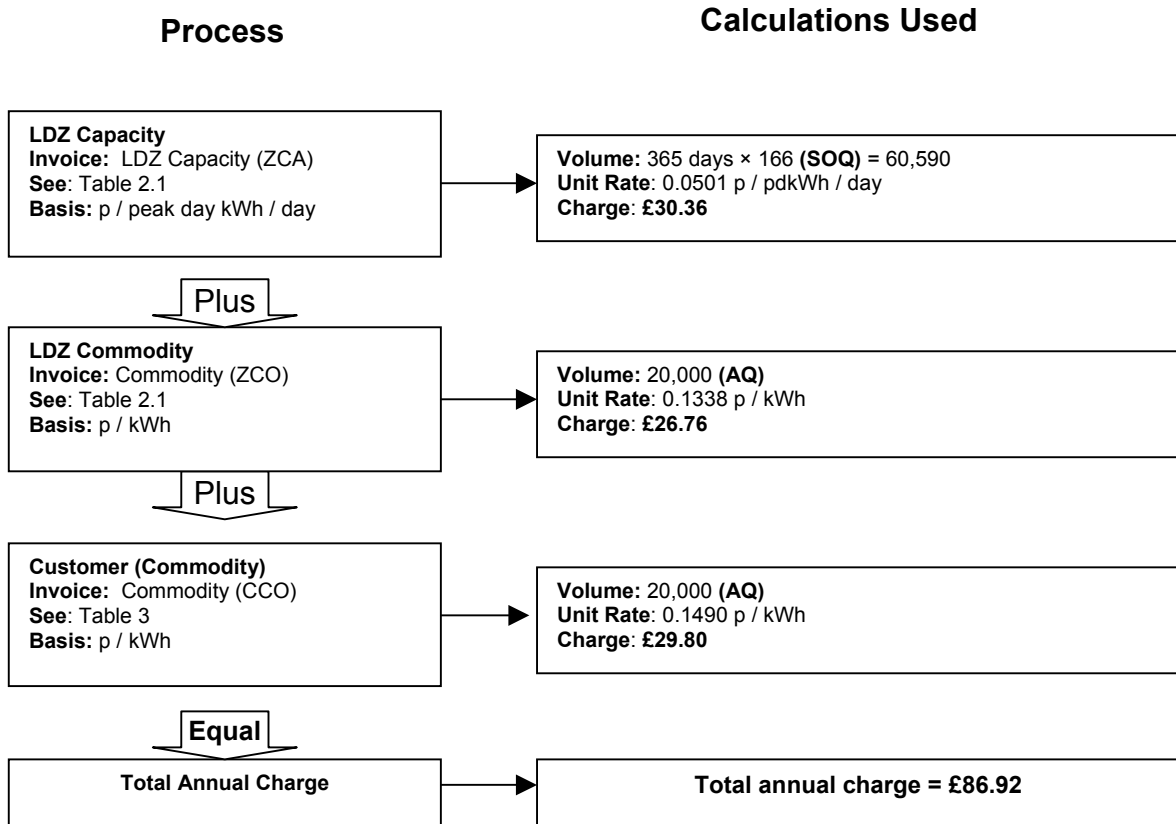 Process
Calculations Used
LDZ Capacity
Invoice: LDZ Capacity (ZCA)
See: Table 2.1
Basis: p / peak day kWh / day
Volume: 365 days × 166 (SOQ) = 60,590
Unit Rate: 0.0501 p / pdkWh / day
Charge: £30.36
Plus
LDZ Commodity
Invoice: Commodity (ZCO)
See: Table 2.1
Basis: p / kWh
Volume: 20,000 (AQ)
Unit Rate: 0.1338 p / kWh
Charge: £26.76
Plus
Customer (Commodity)
Invoice: Commodity (CCO)
See: Table 3
Basis: p / kWh
Volume: 20,000 (AQ)
Unit Rate: 0.1490 p / kWh
Charge: £29.80
Equal
Total Annual Charge
Total annual charge = £86.92